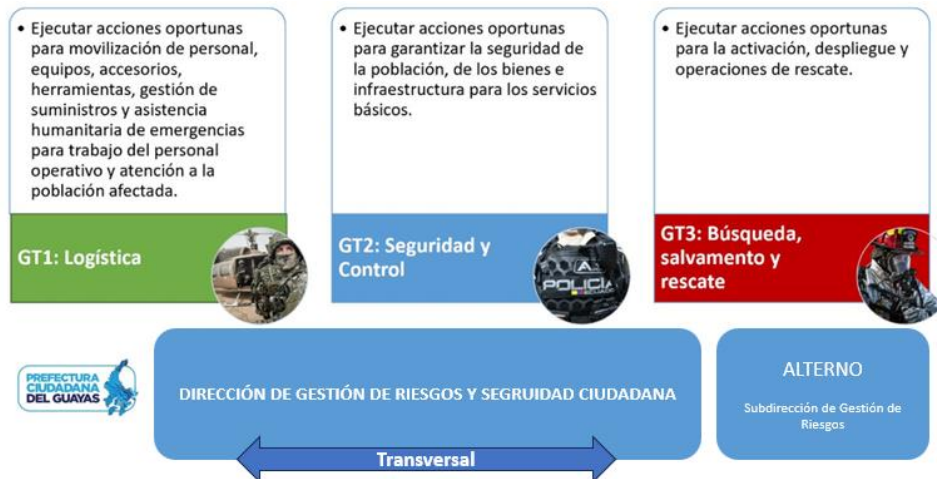 • Ejecutar acciones oportunas
para movilización de personal,
equipos, accesorios,
herramientas, gestión de
suministros y asistencia
humanitaria de emergencias
para trabajo del personal
operativo y atención a la
población afectada.
GT1: Logística
• Ejecutar acciones oportunas
para garantizar la seguridad de
la población, de los bienes e
infraestructura para los servicios
básicos.
GT2: Seguridad y
Control
POLICIA
• Ejecutar acciones oportunas
para la activación, despliegue y
operaciones de rescate.
GT3: Búsqueda,
salvamento y
rescate
PREFECTURA
CIUDADANA
DEL GUAYAS
DIRECCIÓN DE GESTIÓN DE RIESGOS Y SEGRUIDAD CIUDADANA
Transversal
ALTERNO
Subdirección de Gestión de
Riesgos